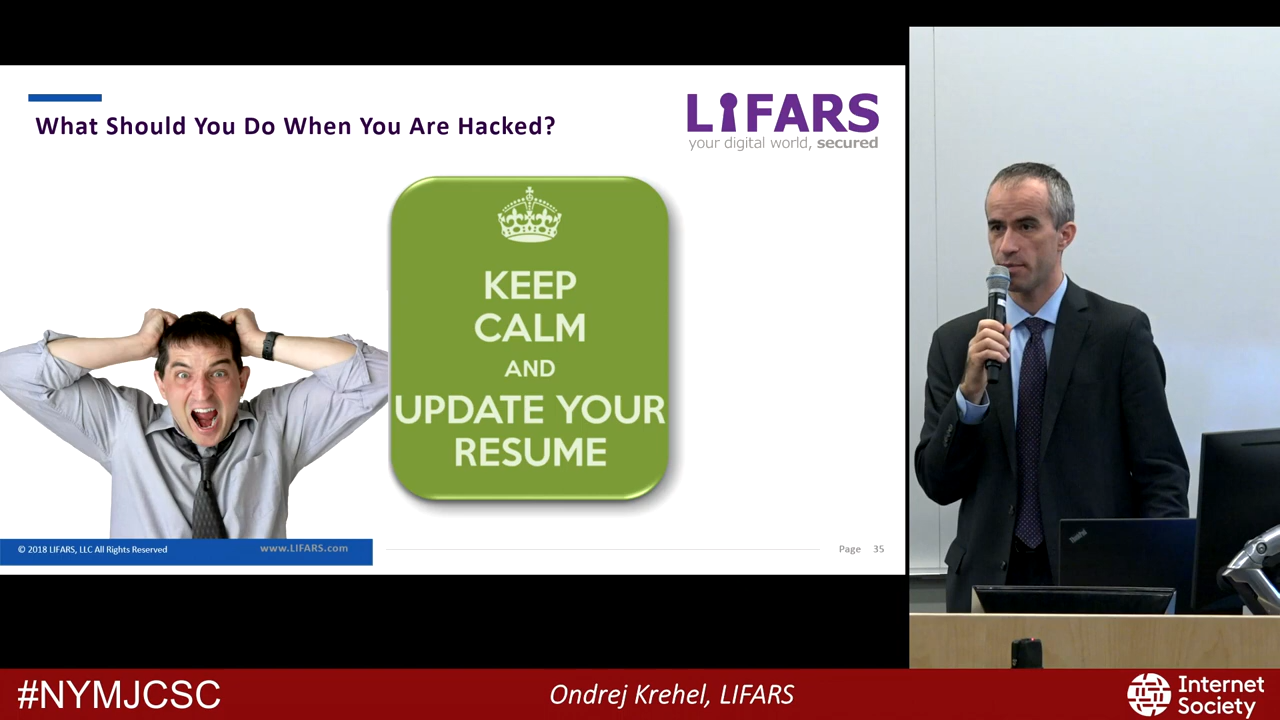 What Should You Do When You Are Hacked?
LIFARS
your digital world, secured
KEEP
CALM
AND
UPDATE YOUR
RESUME
© 2018 LIFARS, LLC All Rights Reserved
www.LIFARS.com
Page 35
ThinkPad
#NYMJCSC
Ondrej Krehel, LIFARS
Internet
Society